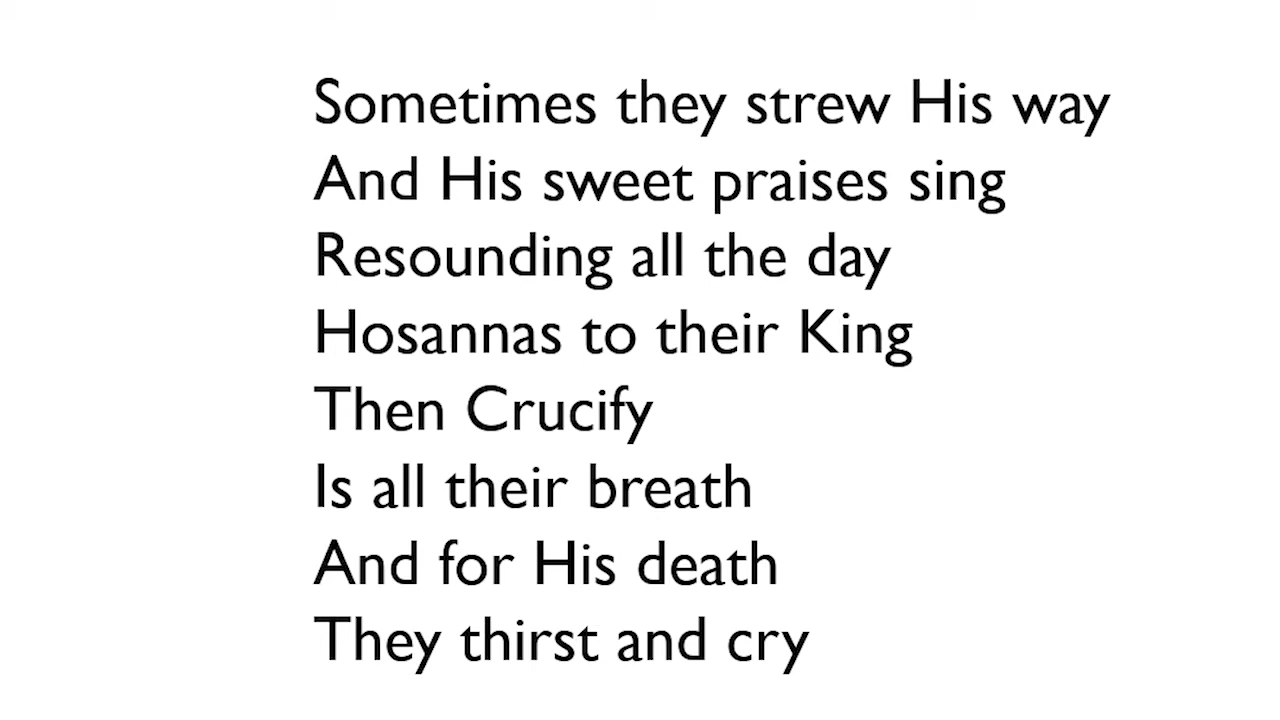 Sometimes they strew His way
And His sweet praises sing
Resounding all the day
Hosannas to their King
Then Crucify
Is all their breath
And for His death
They thirst and cry